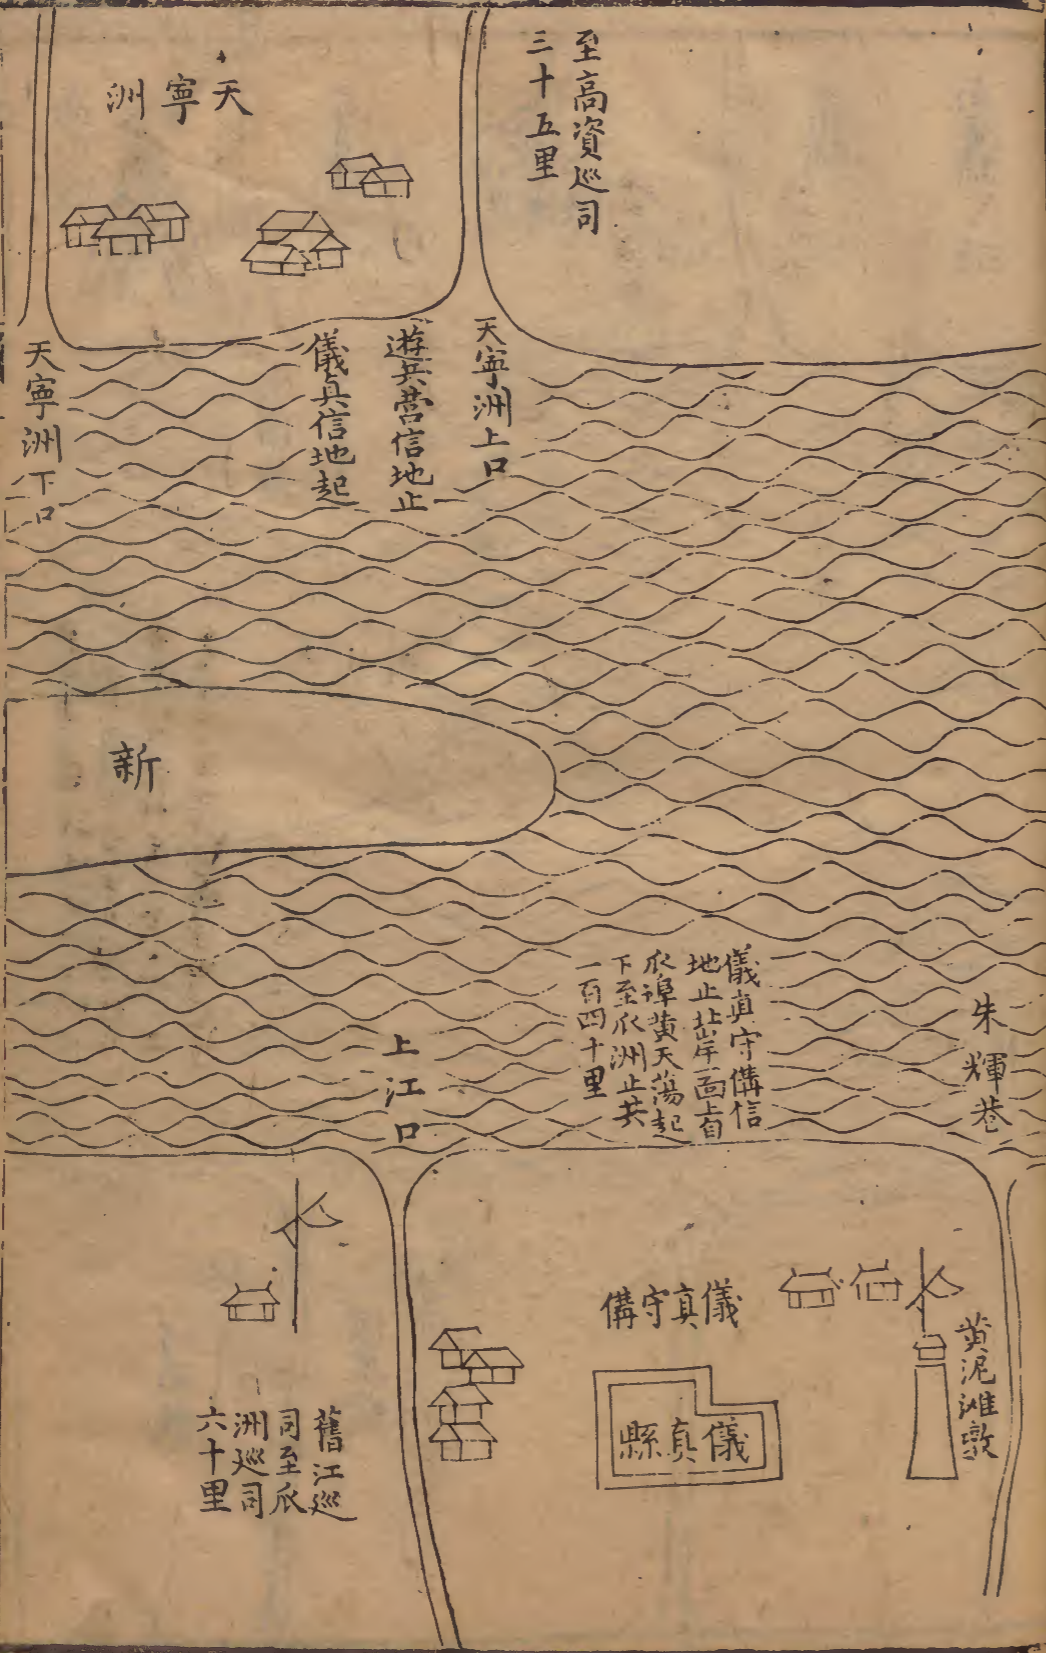 至高資巡司
三十五里
天寧洲
天寧洲上口
遊兵營信地止
儀真信地起
天寧洲下口
新
朱輝巷
儀真守備信
地止北岸一面上自
瓜埠黃天蕩起
下至瓜洲止共
一百四十里
上江口
儀真守備
儀真縣
黃泥灘墩
舊江巡
司至瓜
洲巡司
六十里